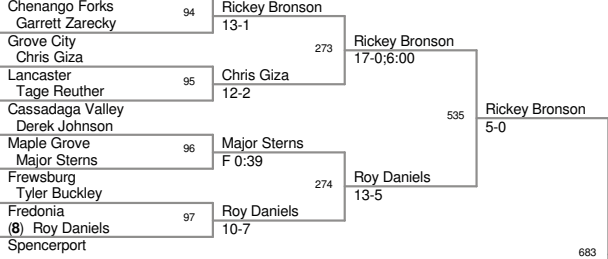 Chenango Forks
Garrett Zarecky
94
Rickey Bronson
13-1
Grove City
Chris Giza
273
Rickey Bronson
17-0;6:00
Lancaster
Tage Reuther
95
Chris Giza
12-2
Cassadaga Valley
Derek Johnson
535
Rickey Bronson
5-0
Maple Grove
Major Sterns
96
Major Sterns
F 0:39
Frewsburg
Tyler Buckley
274
Roy Daniels
13-5
Fredonia
(8) Roy Daniels
97
Roy Daniels
10-7
Spencerport
683